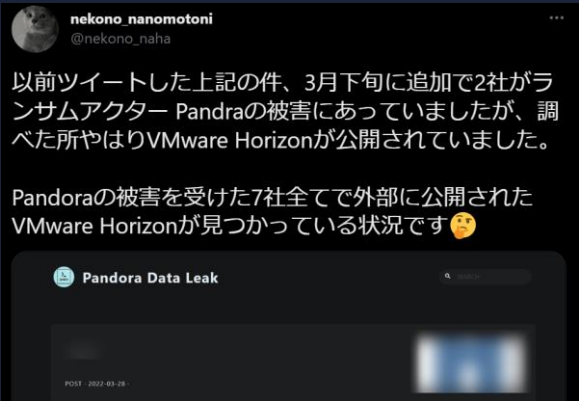 nekono_nanomotoni
@nekono_naha
以前ツイートした上記の件、3月下旬に追加で2社がラ
ンサムアクター Pandraの被害にあっていましたが、調
べた所やはりVMware Horizonが公開されていました。
Pandoraの被害を受けた7社全てで外部に公開された
VMware Horizonが見つかっている状況です🤔
Pandora Data Leak
SEARCH
POST · 2022-03-28 ·